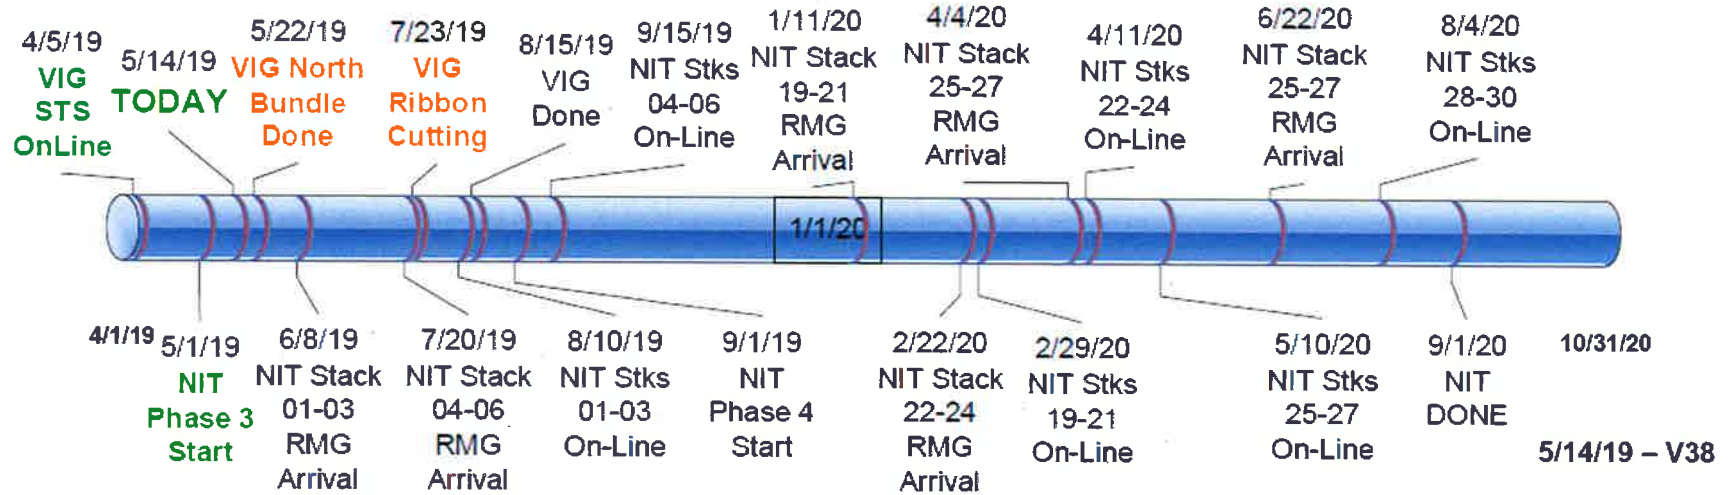 4/5/19
VIG
STS
OnLine
5/14/19
TODAY
5/22/19
VIG North
Bundle
Done
7/23/19
VIG
Ribbon
Cutting
8/15/19
VIG
Done
9/15/19
NIT Stks
04-06
On-Line
1/11/20
NIT Stack
19-21
RMG
Arrival
4/4/20
NIT Stack
25-27
RMG
Arrival
4/11/20
NIT Stks
22-24
On-Line
6/22/20
NIT Stack
25-27
RMG
Arrival
8/4/20
NIT Stks
28-30
On-Line
1/1/20
4/1/19
5/1/19
NIT
Phase 3
Start
6/8/19
NIT Stack
01-03
RMG
Arrival
7/20/19
NIT Stack
04-06
RMG
Arrival
8/10/19
NIT Stks
01-03
On-Line
9/1/19
NIT
Phase 4
Start
2/22/20
NIT Stack
22-24
RMG
Arrival
2/29/20
NIT Stks
19-21
On-Line
5/10/20
NIT Stks
25-27
On-Line
9/1/20
NIT
DONE
10/31/20
5/14/19 – V38